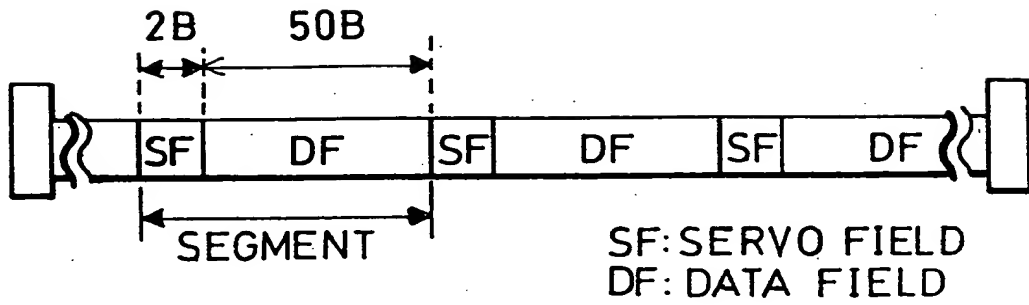 2B 50B
SF DF SF DF SF DF
SEGMENT
SF: SERVO FIELD
DF: DATA FIELD